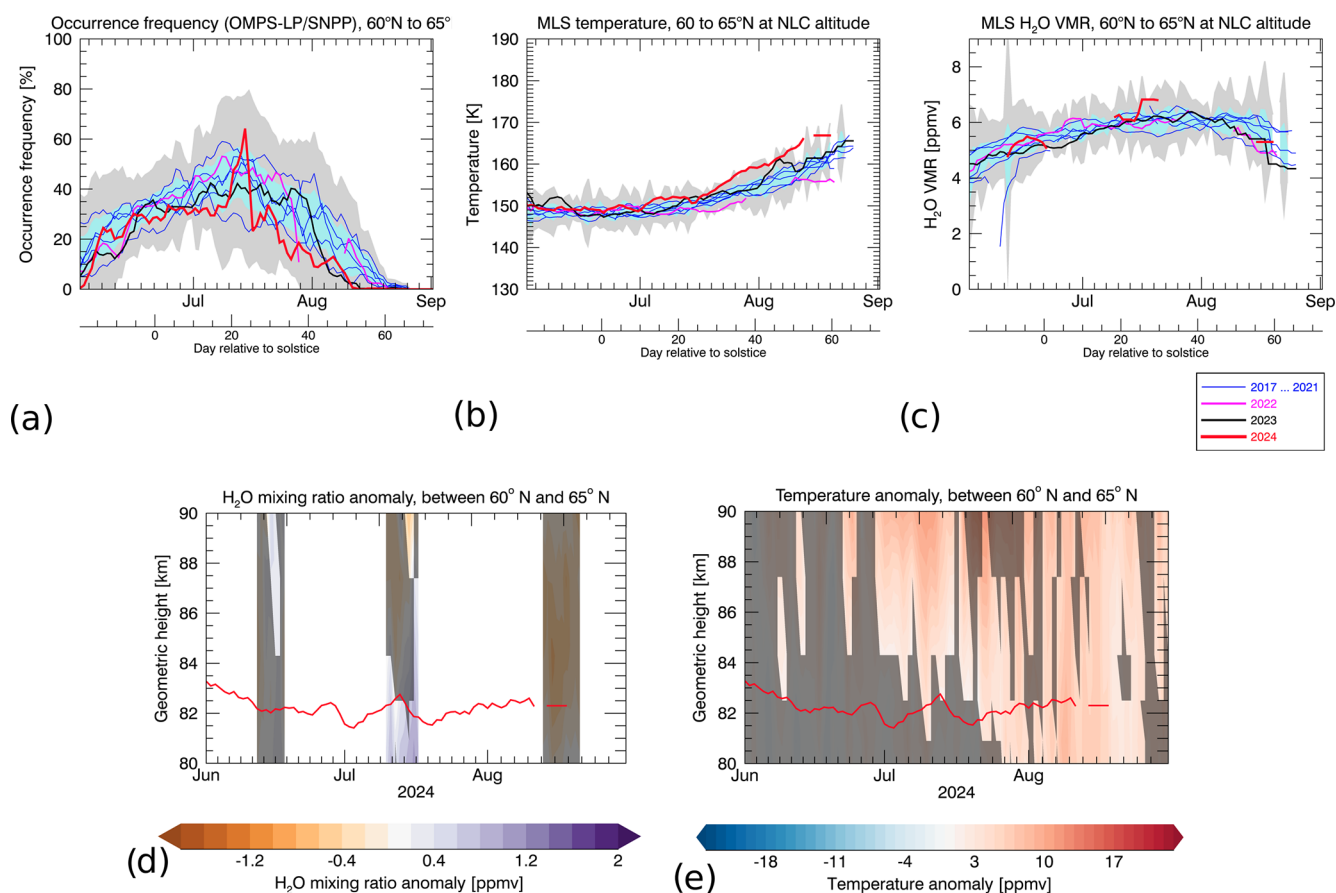 Occurrence frequency (OMPS-LP/SNPP), 60°N to 65°
Occurrence frequency [%]
100
80
60
40
20
0
Jul
Aug
Sep
0
20
40
60
Day relative to solstice
(a)
MLS temperature, 60 to 65°N at NLC altitude
Temperature [K]
190
180
170
160
150
140
130
Jul
Aug
Sep
0
20
40
60
Day relative to solstice
(b)
MLS H₂O VMR, 60°N to 65°N at NLC altitude
H₂O VMR [ppmv]
8
6
4
2
0
Jul
Aug
Sep
0
20
40
60
Day relative to solstice
(c)
2017 ... 2021
2022
2023
2024
H₂O mixing ratio anomaly, between 60° N and 65° N
Geometric height [km]
90
88
86
84
82
80
Jun
Jul
Aug
2024
-1.2
-0.4
0.4
1.2
2
H₂O mixing ratio anomaly [ppmv]
(d)
Temperature anomaly, between 60° N and 65° N
Geometric height [km]
90
88
86
84
82
80
Jun
Jul
Aug
2024
-18
-11
-4
3
10
17
Temperature anomaly [ppmv]
(e)